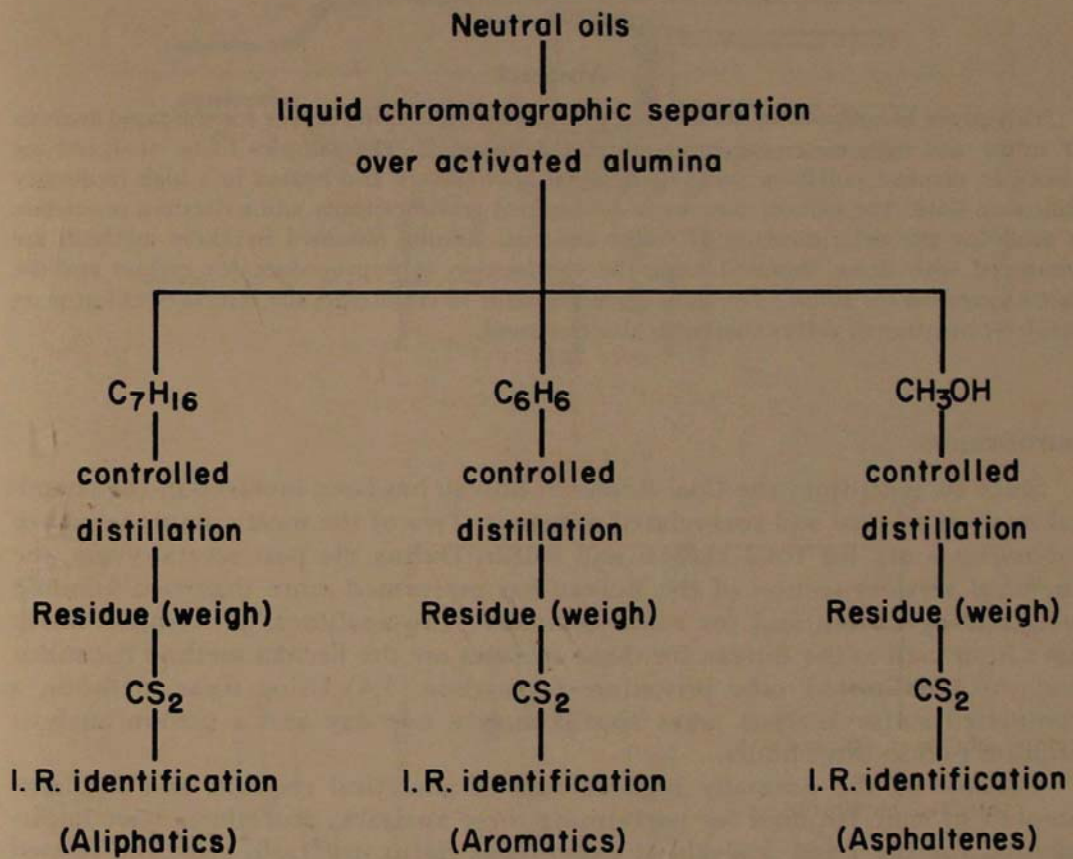 Neutral oils
liquid chromatographic separation
over activated alumina
C₇H₁₆ C₆H₆ CH₃OH
controlled controlled controlled
distillation distillation distillation
Residue (weigh) Residue (weigh) Residue (weigh)
CS₂ CS₂ CS₂
I.R. identification I.R. identification I.R. identification
(Aliphatics) (Aromatics) (Asphaltenes)